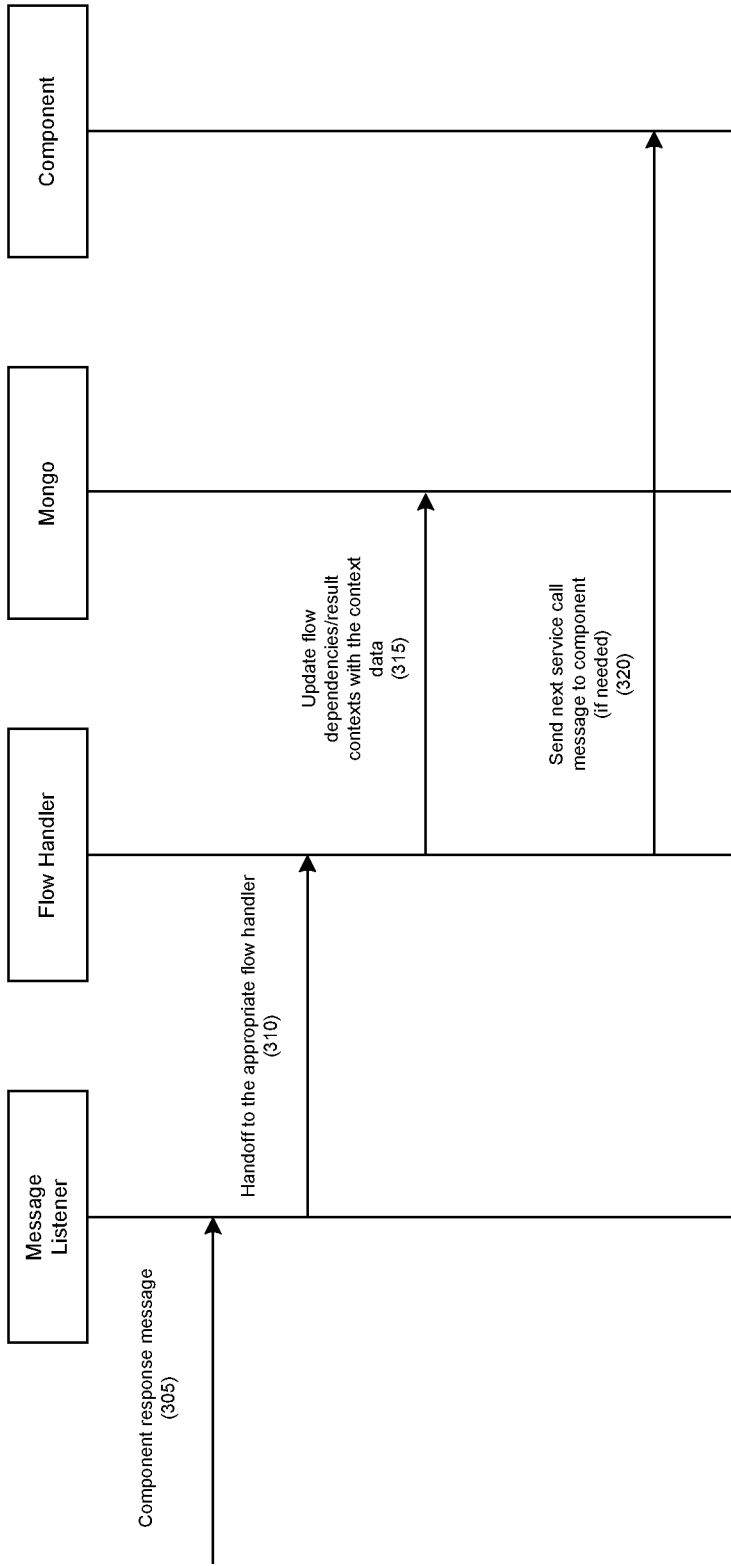 Message
Listener
Flow Handler
Mongo
Component
Component response message
(305)
Handoff to the appropriate flow handler
(310)
Update flow
dependencies/result
contexts with the context
data
(315)
Send next service call
message to component
(if needed)
(320)